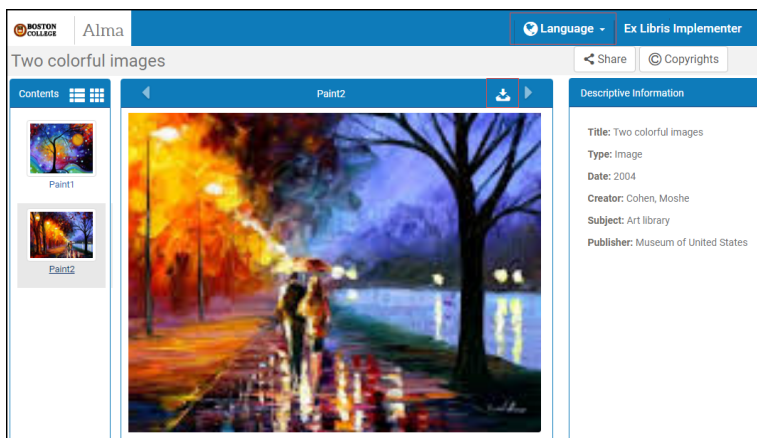 BOSTON COLLEGE Alma Language Ex Libris Implementer
Two colorful images Share © Copyrights
Contents Paint2 Descriptive Information
Title: Two colorful images
Type: Image
Date: 2004
Creator: Cohen, Moshe
Subject: Art library
Publisher: Museum of United States
Paint1
Paint2